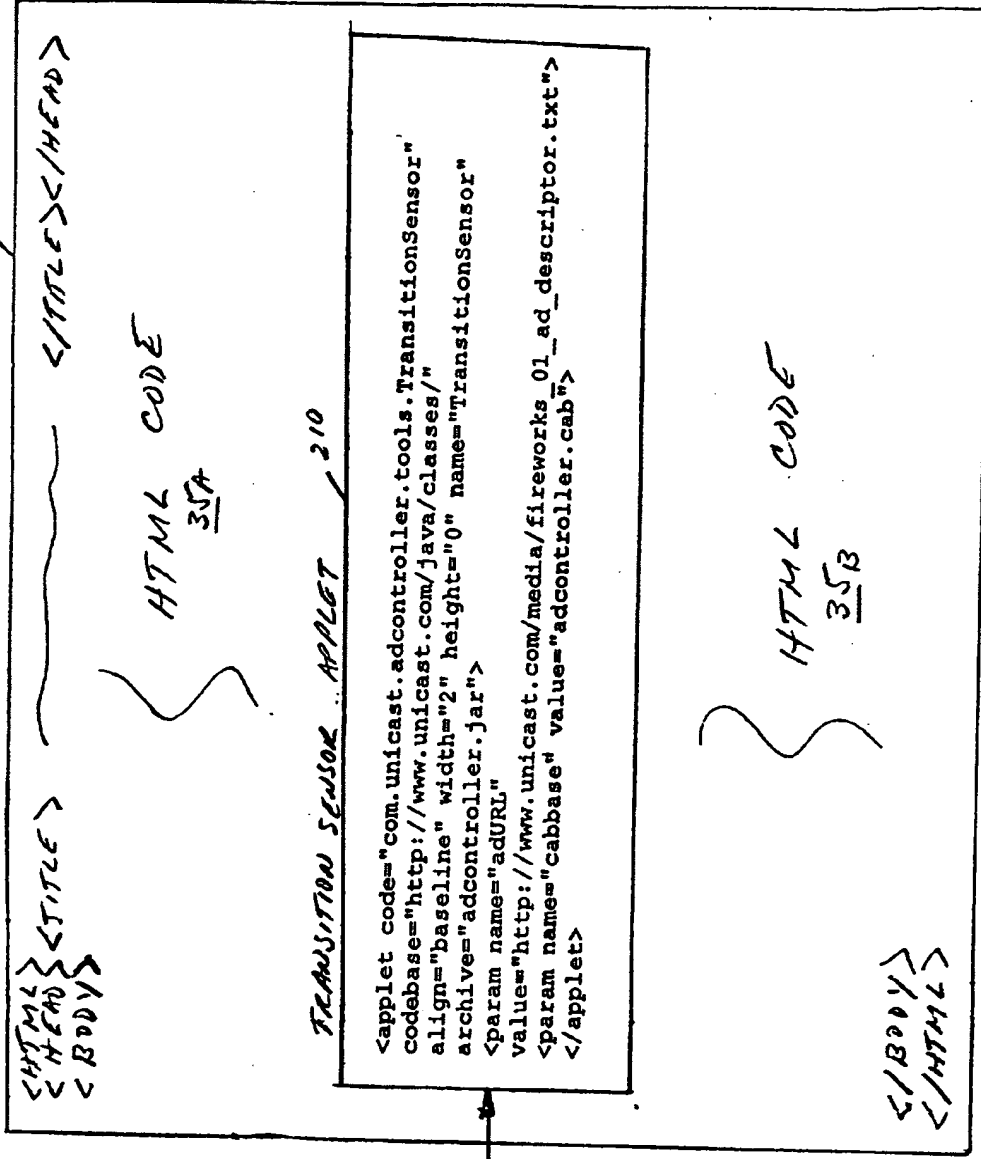 <HTML>
<HEAD><TITLE> </TITLE></HEAD>
<BODY>
HTML CODE
35A
TRANSITION SENSOR APPLET 210
<applet code="com.unicast.adcontroller.tools.TransitionSensor"
codebase="http://www.unicast.com/java/classes/"
align="baseline" width="2" height="0" name="TransitionSensor"
archive="adcontroller.jar">
<param name="adURL"
value="http://www.unicast.com/media/fireworks_01_ad_descriptor.txt">
<param name="cabbase" value="adcontroller.cab">
</applet>
HTML CODE
35B
</BODY>
</HTML>